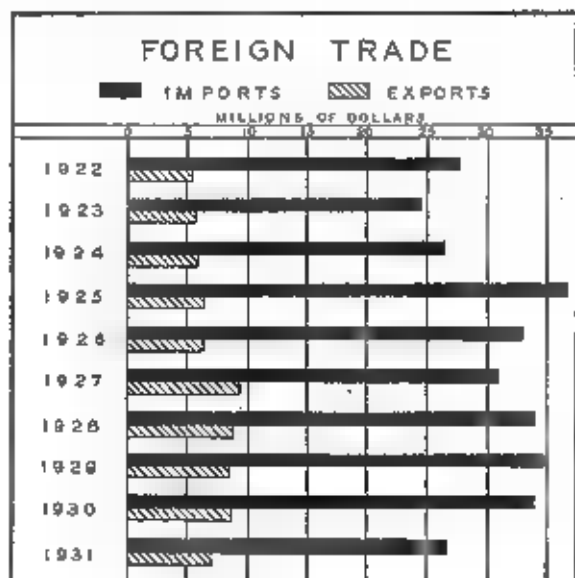 FOREIGN TRADE
IMPORTS EXPORTS
MILLIONS OF DOLLARS
0 5 10 15 20 25 30 35
1922
1923
1924
1925
1926
1927
1928
1929
1930
1931